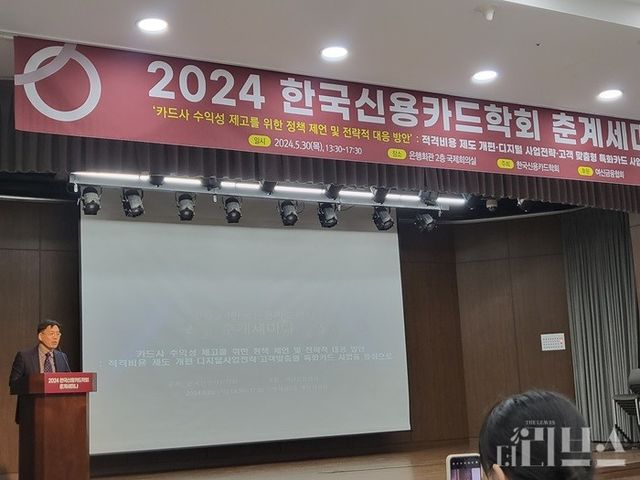 2024 한국신용카드학회 춘계세미
'카드사 수익성 제고를 위한 정책 제언 및 전략적 대응 방안' : 적격비용 제도 개편·디지털 사업전략·고객 맞춤형 특화카드 사업
일시 2024.5.30(목), 13:30-17:30 장소 은행회관 2층 국제회의실 주최 한국신용카드학회 후원 여신금융협회
춘계세미나
카드사 수익성 제고를 위한 정책 제언 및 전략적 대응 방안
: 적격비용 제도 개편 디지털사업전략 고객맞춤형 특화카드 사업을 중심으로
2024 한국신용카드학회
춘계세미나
THE LEAVES
더리브스